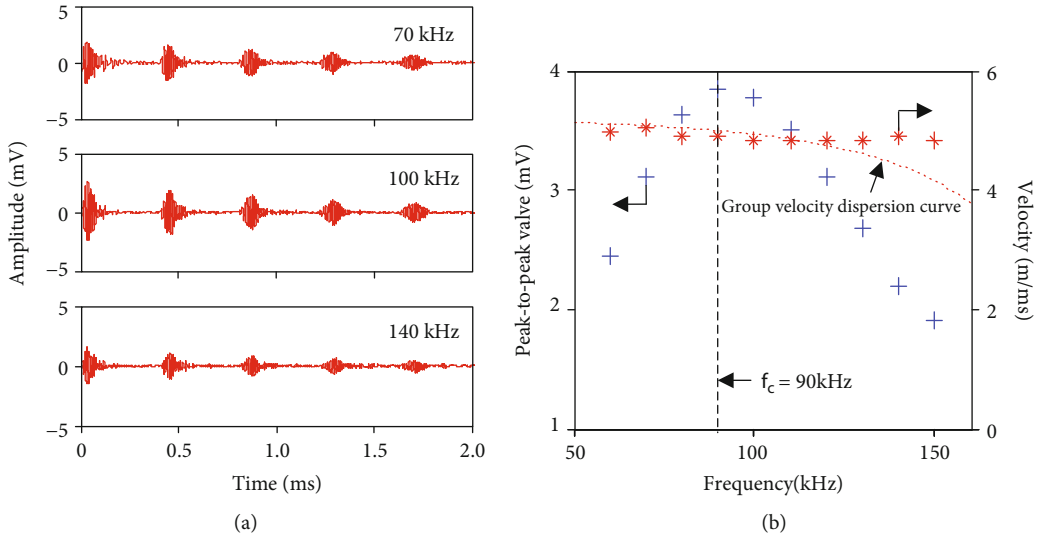 5
70 kHz
0
−5
5
100 kHz
0
−5
5
140 kHz
0
−5
0
0.5
1.0
1.5
2.0
Amplitude (mV)
Time (ms)
(a)
4
3
2
1
Peak-to-peak valve (mV)
6
4
2
0
Velocity (m/ms)
Group velocity dispersion curve
f_c = 90kHz
50
100
150
Frequency(kHz)
(b)